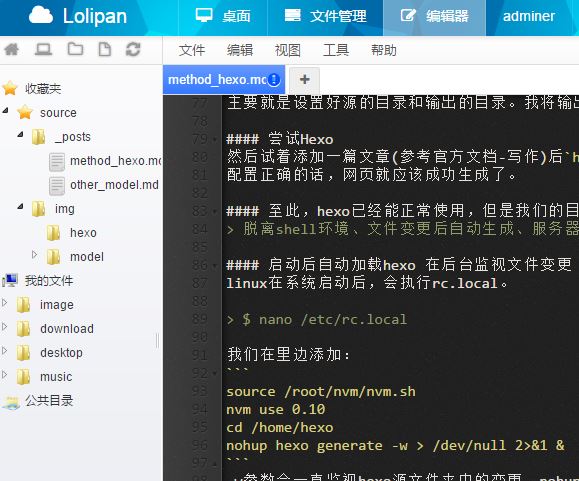 Lolipan
桌面
文件管理
编辑器
adminer
文件 编辑 视图 工具 帮助
method_hexo.md
收藏夹
source
_posts
method_hexo.md
other_model.md
img
hexo
model
我的文件
image
download
desktop
music
公共目录
77 主要就是设置好源的目录和输出的目录。我将输
78
79 #### 尝试Hexo
80 然后试着添加一篇文章(参考官方文档-写作)后`h
81 配置正确的话，网页就应该成功生了。
82
83 #### 至此，hexo已经能正常使用，但是我们的目
84 > 脱离shell环境、文件变更后自动生成、服务器
85
86 #### 启动后自动加载hexo 在后台监视文件变更
87 linux在系统启动后，会执行rc.local。
88
89 > $ nano /etc/rc.local
90
91 我们在里边添加：
92 ```
93 source /root/nvm/nvm.sh
94 nvm use 0.10
95 cd /home/hexo
96 nohup hexo generate -w > /dev/null 2>&1 &
97 ```